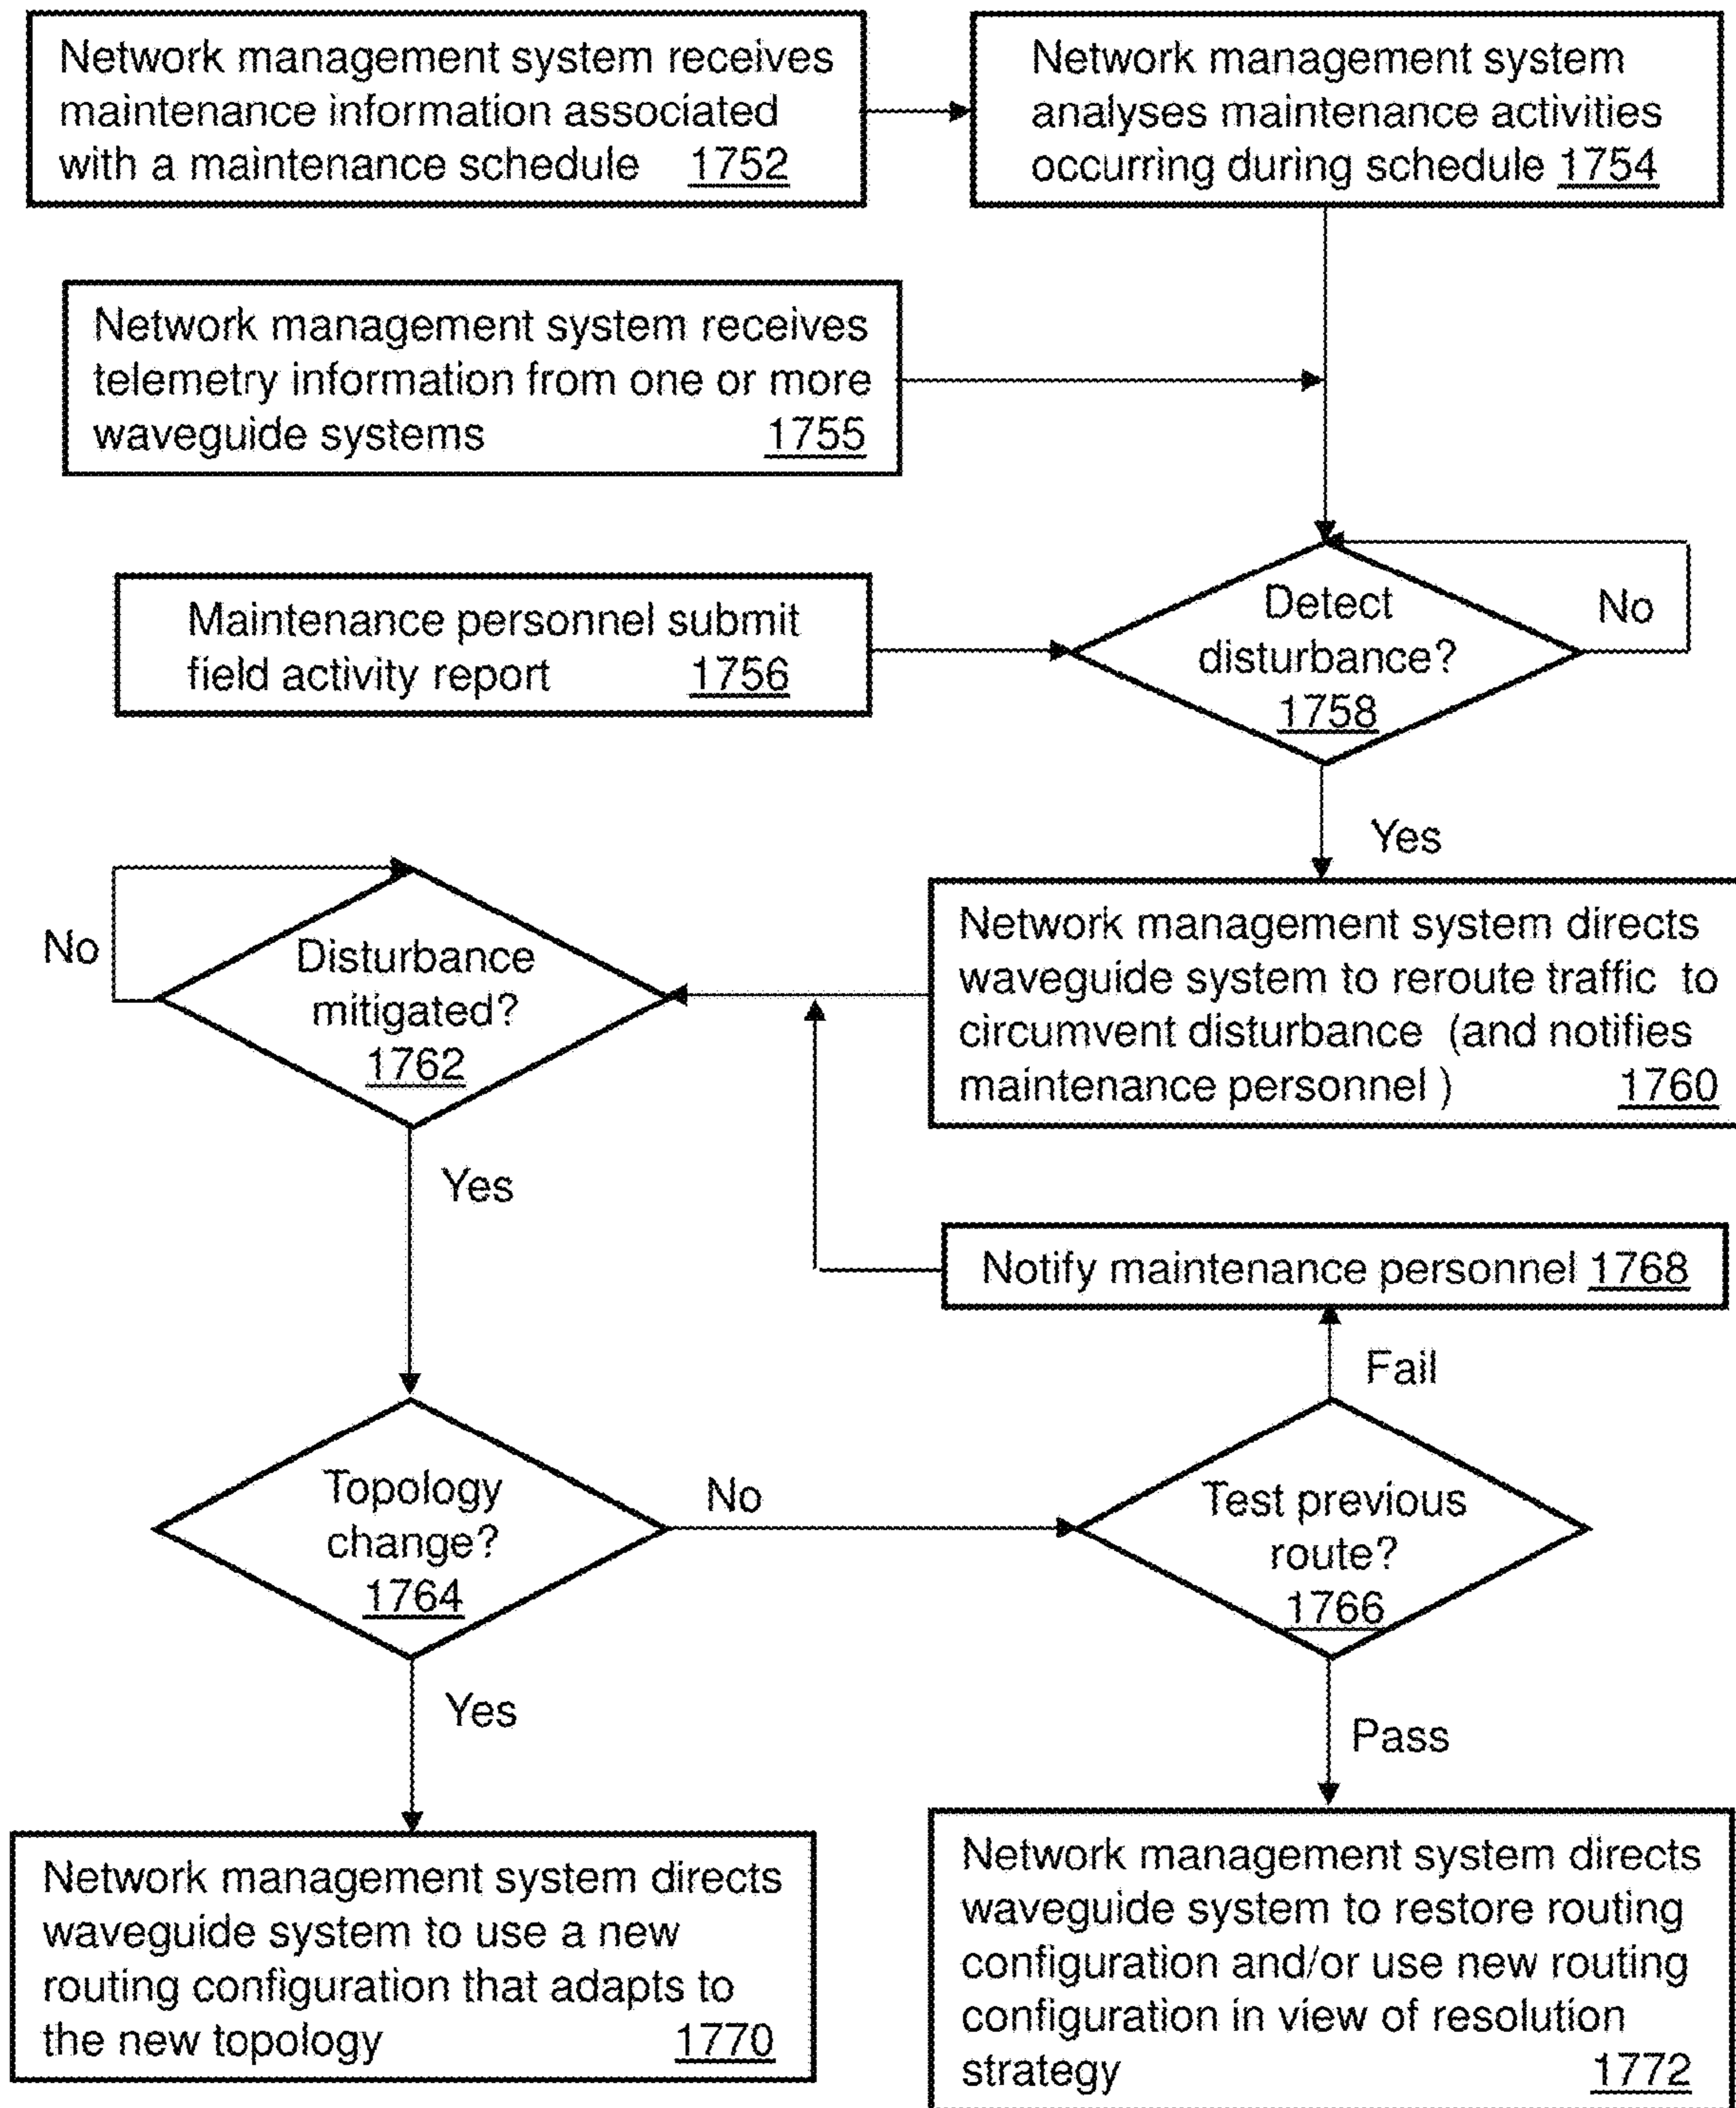 Network management system receives
maintenance information associated
with a maintenance schedule 1752
Network management system
analyses maintenance activities
occurring during schedule 1754
Network management system receives
telemetry information from one or more
waveguide systems 1755
Maintenance personnel submit
field activity report 1756
Detect
disturbance?
1758
No
Yes
Network management system directs
waveguide system to reroute traffic to
circumvent disturbance (and notifies
maintenance personnel ) 1760
No
Disturbance
mitigated?
1762
Yes
Notify maintenance personnel 1768
Fail
Topology
change?
1764
No
Test previous
route?
1766
Yes
Pass
Network management system directs
waveguide system to use a new
routing configuration that adapts to
the new topology 1770
Network management system directs
waveguide system to restore routing
configuration and/or use new routing
configuration in view of resolution
strategy 1772